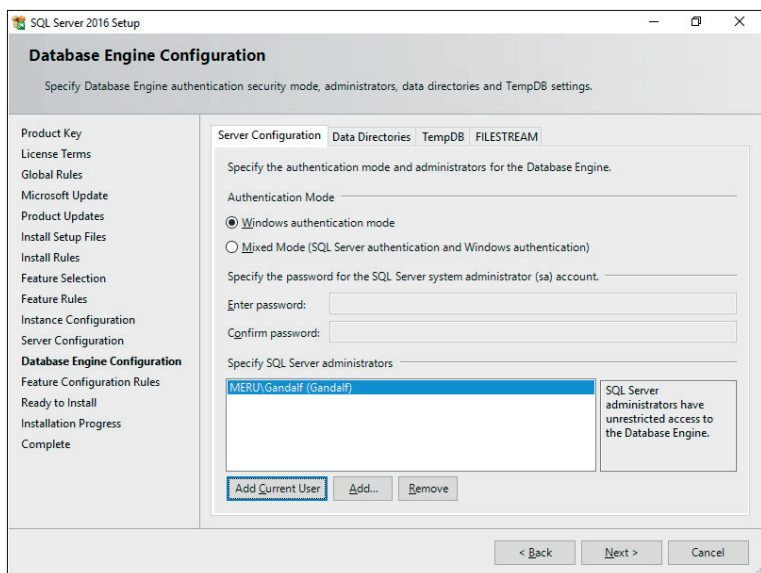 SQL Server 2016 Setup
Database Engine Configuration
Specify Database Engine authentication security mode, administrators, data directories and TempDB settings.
Product Key
License Terms
Global Rules
Microsoft Update
Product Updates
Install Setup Files
Install Rules
Feature Selection
Feature Rules
Instance Configuration
Server Configuration
Database Engine Configuration
Feature Configuration Rules
Ready to Install
Installation Progress
Complete
Server Configuration Data Directories TempDB FILESTREAM
Specify the authentication mode and administrators for the Database Engine.
Authentication Mode
Windows authentication mode
Mixed Mode (SQL Server authentication and Windows authentication)
Specify the password for the SQL Server system administrator (sa) account.
Enter password:
Confirm password:
Specify SQL Server administrators
MERU\Gandalf (Gandalf)
SQL Server
administrators have
unrestricted access to
the Database Engine.
Add Current User Add... Remove
< Back Next > Cancel